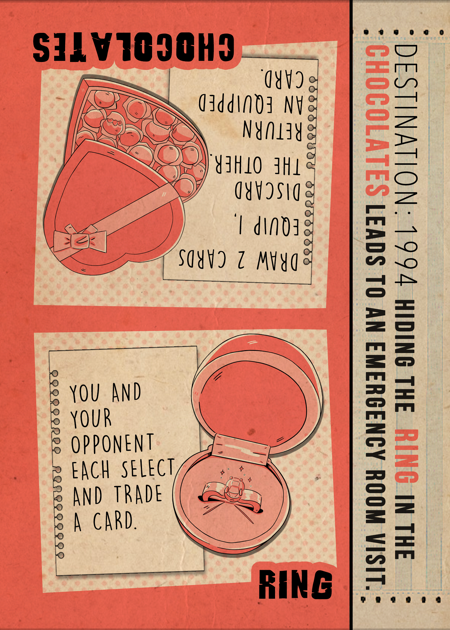 CHOCOLATES
DRAW 2 CARDS
EQUIP 1,
DISCARD
THE OTHER.
RETURN
AN EQUIPPED
CARD.
YOU AND
YOUR
OPPONENT
EACH SELECT
AND TRADE
A CARD.
RING
DESTINATION: 1994 HIDING THE RING IN THE
CHOCOLATES LEADS TO AN EMERGENCY ROOM VISIT.